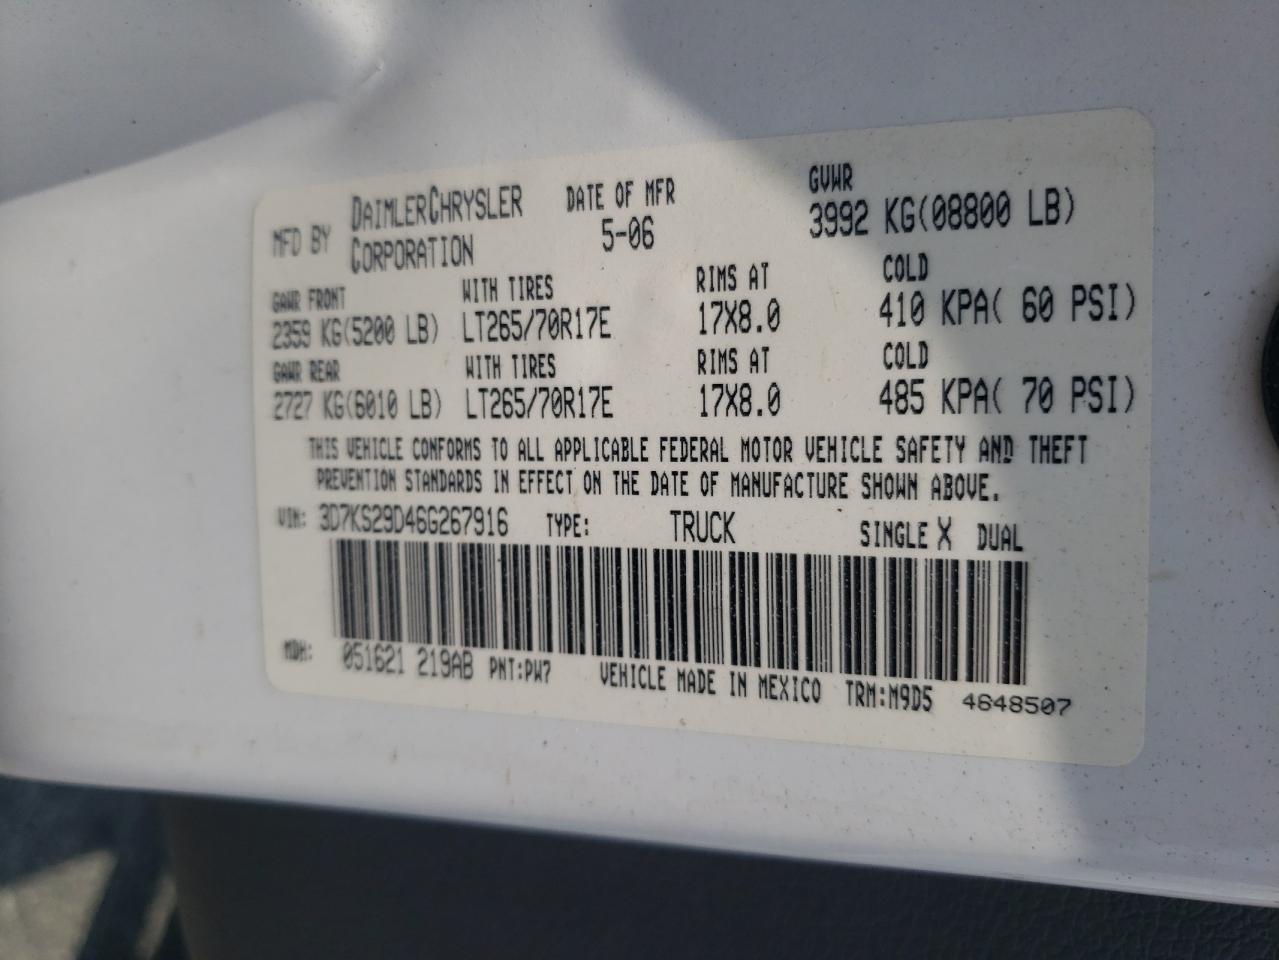 MFD BY DAIMLERCHRYSLER CORPORATION DATE OF MFR 5-06 GVWR 3992 KG(08800 LB)
GAWR FRONT WITH TIRES RIMS AT COLD
2359 KG(5200 LB) LT265/70R17E 17X8.0 410 KPA( 60 PSI)
GAWR REAR WITH TIRES RIMS AT COLD
2727 KG(6010 LB) LT265/70R17E 17X8.0 485 KPA( 70 PSI)
THIS VEHICLE CONFORMS TO ALL APPLICABLE FEDERAL MOTOR VEHICLE SAFETY AND THEFT
PREVENTION STANDARDS IN EFFECT ON THE DATE OF MANUFACTURE SHOWN ABOVE.
VIN: 3D7KS29D46G267916 TYPE: TRUCK SINGLE X DUAL
MDH: 051621 219AB PNT:PW7 VEHICLE MADE IN MEXICO TRM:M9D5 4648507